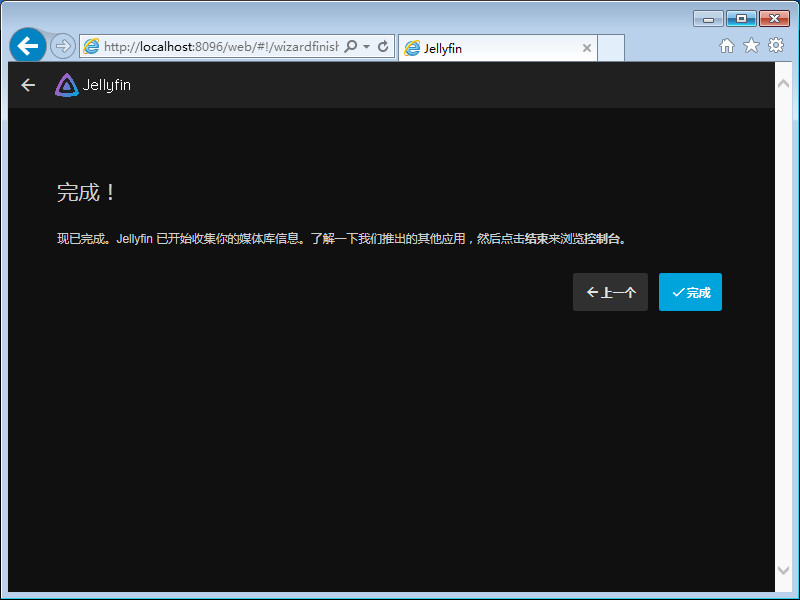 http://localhost:8096/web/#!/wizardfinish
Jellyfin
Jellyfin
完成！
现已完成。Jellyfin 已开始收集你的媒体库信息。了解一下我们推出的其他应用，然后点击结束来浏览控制台。
上一个
完成